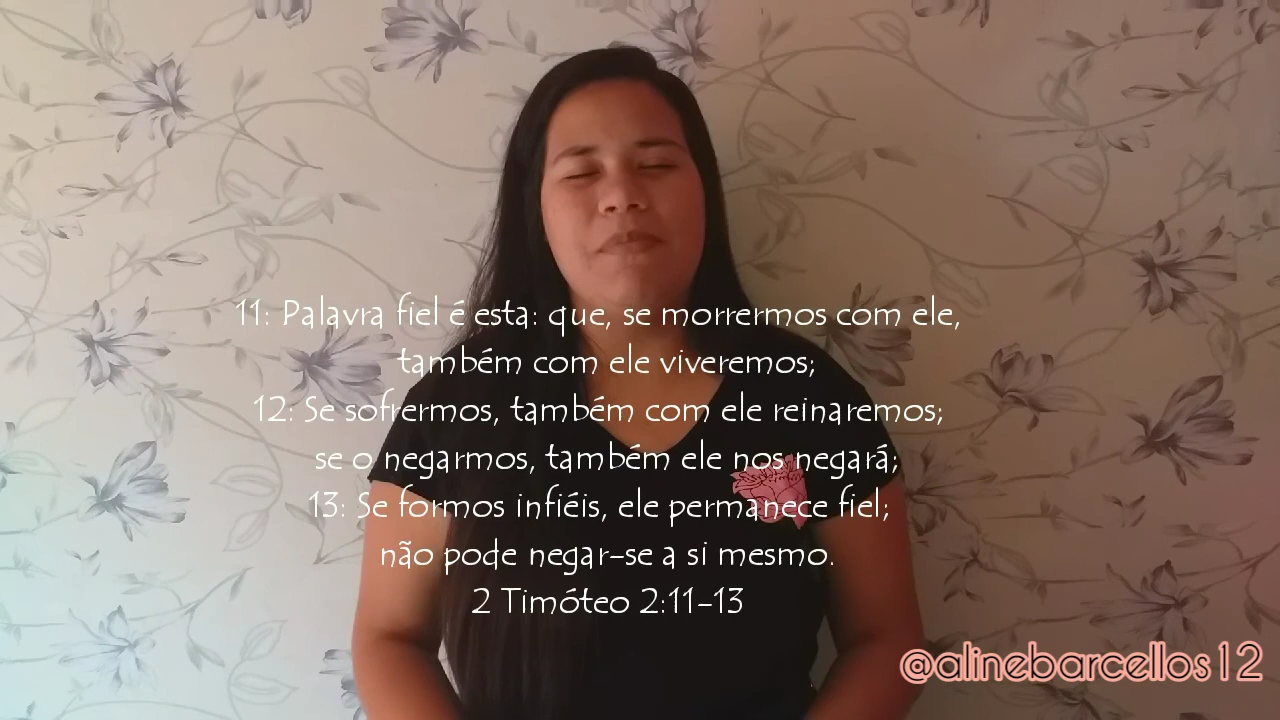 11: Palavra fiel é esta: que, se morrermos com ele,
também com ele viveremos;
12: Se sofrermos, também com ele reinaremos;
se o negarmos, também ele nos negará;
13: Se formos infiéis, ele permanece fiel;
não pode negar-se a si mesmo.
2 Timóteo 2:11-13
@alinebarcellos12